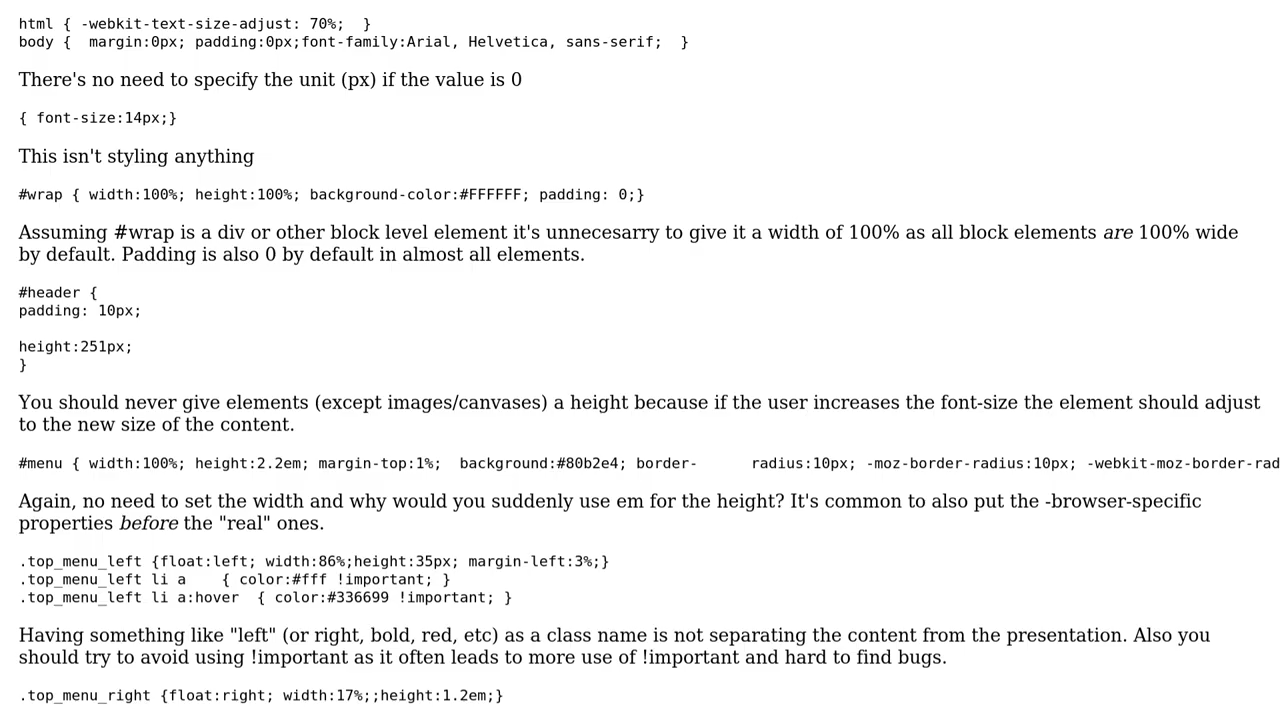 html { -webkit-text-size-adjust: 70%;  }
body {  margin:0px; padding:0px;font-family:Arial, Helvetica, sans-serif;  }
There's no need to specify the unit (px) if the value is 0
{ font-size:14px;}
This isn't styling anything
#wrap { width:100%; height:100%; background-color:#FFFFFF; padding: 0;}
Assuming #wrap is a div or other block level element it's unnecesarry to give it a width of 100% as all block elements are 100% wide
by default. Padding is also 0 by default in almost all elements.
#header {
padding: 10px;
height:251px;
}
You should never give elements (except images/canvases) a height because if the user increases the font-size the element should adjust
to the new size of the content.
#menu { width:100%; height:2.2em; margin-top:1%;  background:#80b2e4; border-      radius:10px; -moz-border-radius:10px; -webkit-moz-border-rad
Again, no need to set the width and why would you suddenly use em for the height? It's common to also put the -browser-specific
properties before the "real" ones.
.top_menu_left {float:left; width:86%;height:35px; margin-left:3%;}
.top_menu_left li a    { color:#fff !important; }
.top_menu_left li a:hover  { color:#336699 !important; }
Having something like "left" (or right, bold, red, etc) as a class name is not separating the content from the presentation. Also you
should try to avoid using !important as it often leads to more use of !important and hard to find bugs.
.top_menu_right {float:right; width:17%;;height:1.2em;}